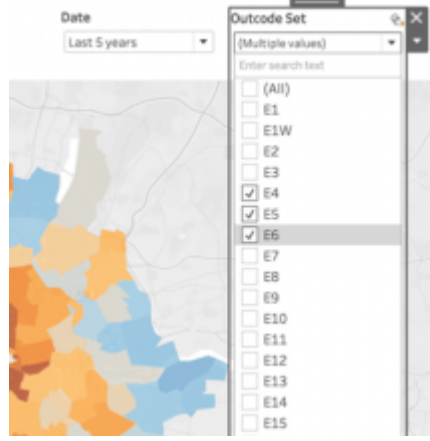 Date
Last 5 years
Outcode Set
(Multiple values)
Enter search text
(All)
E1
E1W
E2
E3
E4
E5
E6
E7
E8
E9
E10
E11
E12
E13
E14
E15